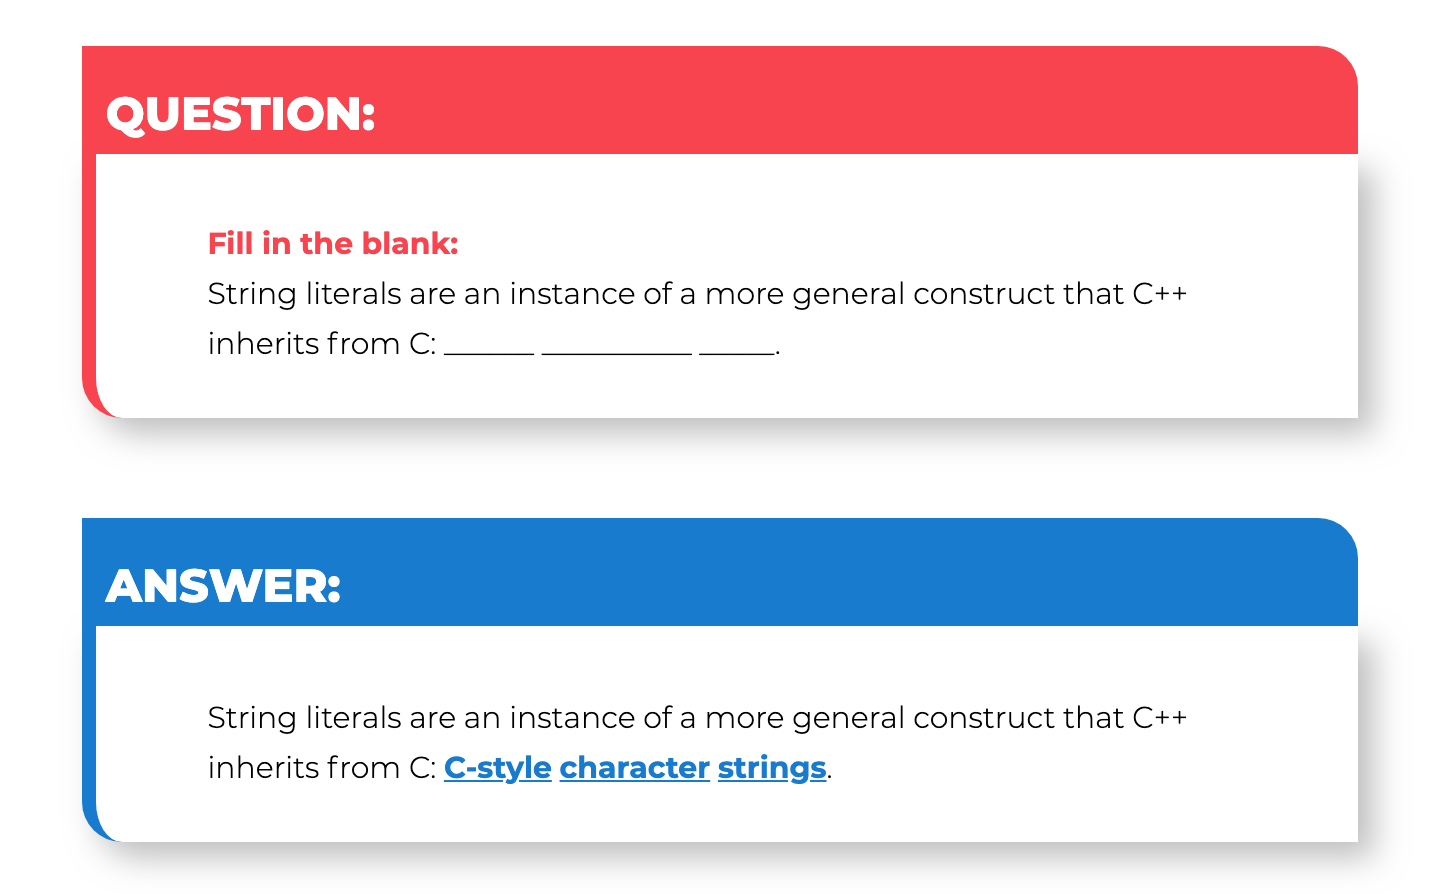 QUESTION:
Fill in the blank:
String literals are an instance of a more general construct that C++
inherits from C: ______ __________ _____.
ANSWER:
String literals are an instance of a more general construct that C++
inherits from C: C-style character strings.